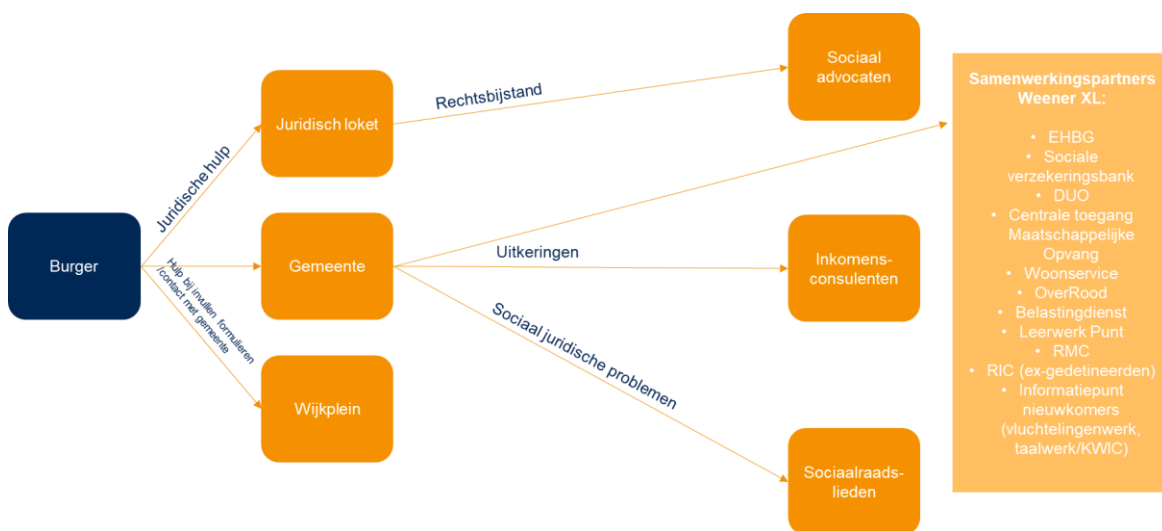 Burger
Juridische hulp
Hulp bij invullen formulieren
/contact met gemeente
Juridisch loket
Gemeente
Wijkplein
Rechtsbijstand
Uitkeringen
Sociaal juridische problemen
Sociaal
advocaten
Inkomens-
consulenten
Sociaalraads-
lieden
Samenwerkingspartners
Weener XL:
• EHBG
• Sociale
verzekeringsbank
• DUO
• Centrale toegang
Maatschappelijke
Opvang
• Woonservice
• OverRood
• Belastingdienst
• Leerwerk Punt
• RMC
• RIC (ex-gedetineerden)
• Informatiepunt
nieuwkomers
(vluchtelingenwerk,
taalwerk/KWIC)